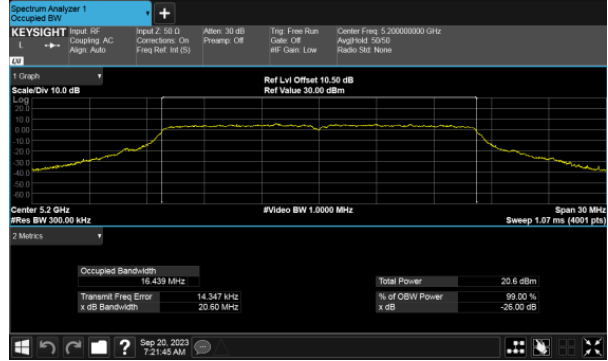 Spectrum Analyzer 1
Occupied BW
+
KEYSIGHT Input: RF Input Z: 50 Ω Atten: 30 dB Trig: Free Run Center Freq: 5.200000000 GHz
L Coupling: AC Corrections: On Preamp: Off Gate: Off Avg|Hold: 50/50
Align: Auto Freq Ref: Int (S) #IF Gain: Low Radio Std: None
LXI
1 Graph Ref Lvl Offset 10.50 dB
Scale/Div 10.0 dB Ref Value 30.00 dBm
Log
20.0
10.0
0.00
-10.0
-20.0
-30.0
-40.0
-50.0
-60.0
Center 5.2 GHz #Video BW 1.0000 MHz Span 30 MHz
#Res BW 300.00 kHz Sweep 1.07 ms (4001 pts)
2 Metrics
Occupied Bandwidth
16.439 MHz Total Power 20.6 dBm
Transmit Freq Error 14.347 kHz % of OBW Power 99.00 %
x dB Bandwidth 20.60 MHz x dB -26.00 dB
? Sep 20, 2023
7:21:45 AM